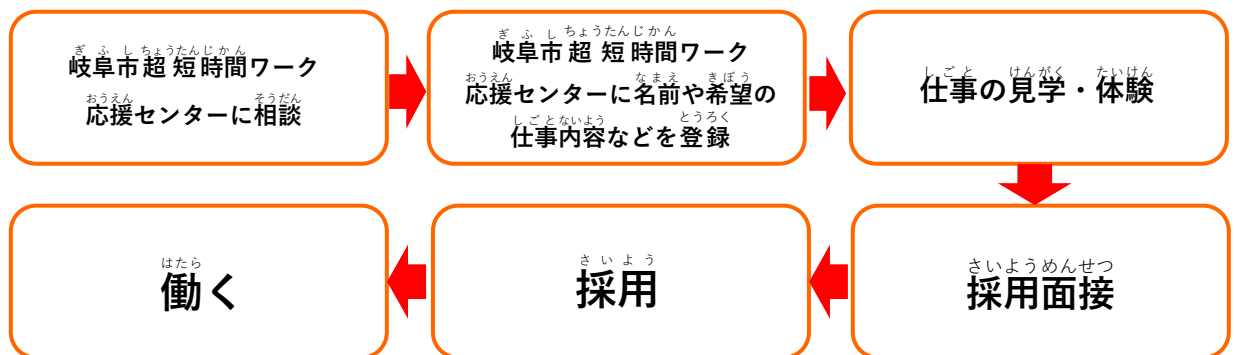 ぎふしちょうたんじかん
岐阜市超短時間ワーク
おうえん そうだん
応援センターに相談
ぎふしちょうたんじかん
岐阜市超短時間ワーク
おうえん なまえ きぼう
応援センターに名前や希望の
しごとないよう とうろく
仕事内容などを登録
しごと けんがく たいけん
仕事の見学・体験
さいようめんせつ
採用面接
さいよう
採用
はたら
働く